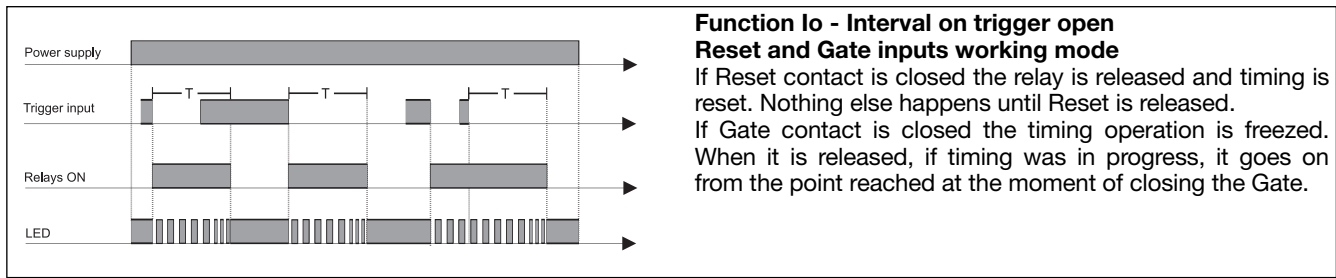 Power supply
Trigger input
T
T
T
Relays ON
LED
Function Io - Interval on trigger open
Reset and Gate inputs working mode
If Reset contact is closed the relay is released and timing is
reset. Nothing else happens until Reset is released.
If Gate contact is closed the timing operation is freezed.
When it is released, if timing was in progress, it goes on
from the point reached at the moment of closing the Gate.